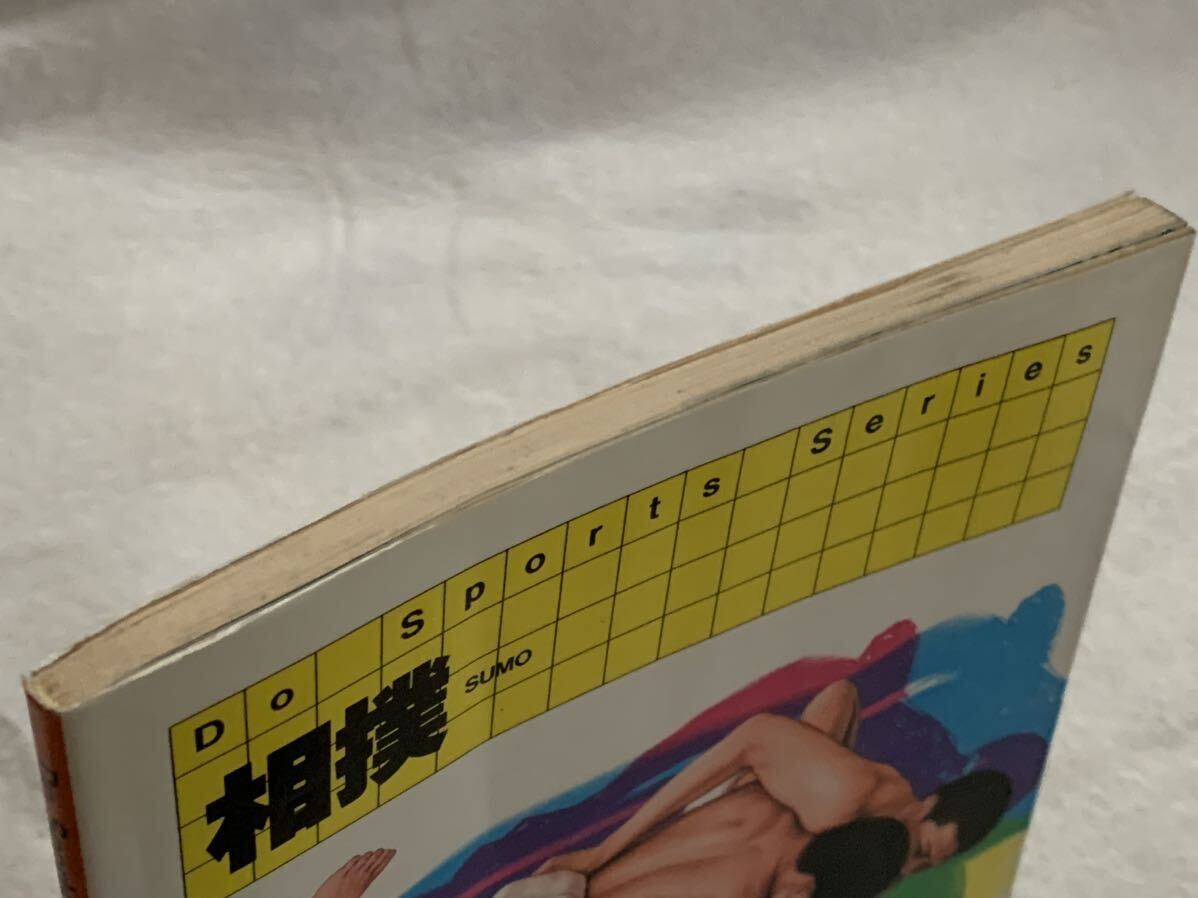 Do Sports Series
相撲 SUMO